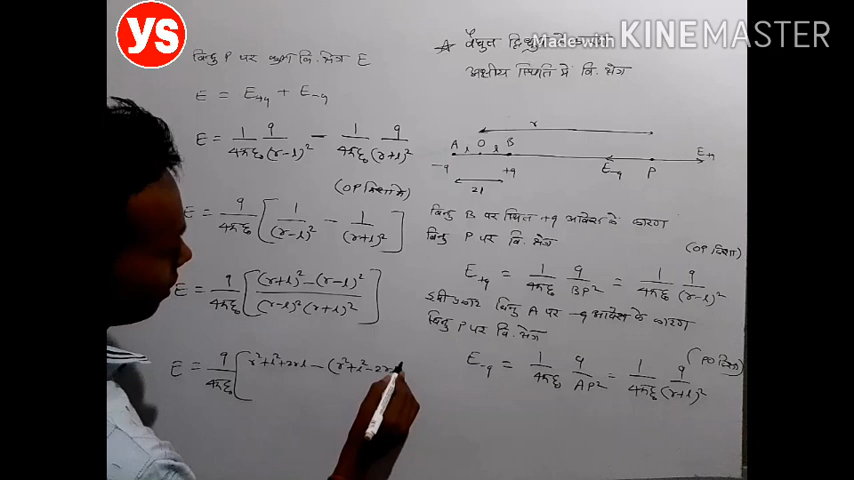 ys
Made with KINEMASTER
बिन्दु P पर कुल वि. क्षेत्र E
E = E+q + E-q
E = 1/4πε₀ q/(r-l)² - 1/4πε₀ q/(r+l)²
(OP दिशा में)
E = q/4πε₀ [1/(r-l)² - 1/(r+l)²]
E = q/4πε₀ [(r+l)² - (r-l)² / (r-l)² (r+l)²]
E = q/4πε₀ [r²+l²+2rl - (r²+l²-2r
☆ वैद्युत द्विध्रुव के कारण
अक्षीय स्थिति में वि. क्षेत्र
r
A l O l B
E+q
-q +q E-q P
2l
बिन्दु B पर स्थित +q आवेश के कारण
बिन्दु P पर वि. क्षेत्र
(OP दिशा)
E+q = 1/4πε₀ q/BP² = 1/4πε₀ q/(r-l)²
इसी प्रकार बिन्दु A पर -q आवेश के कारण
बिन्दु P पर वि. क्षेत्र
(PO दिशा)
E-q = 1/4πε₀ q/AP² = 1/4πε₀ q/(r+l)²